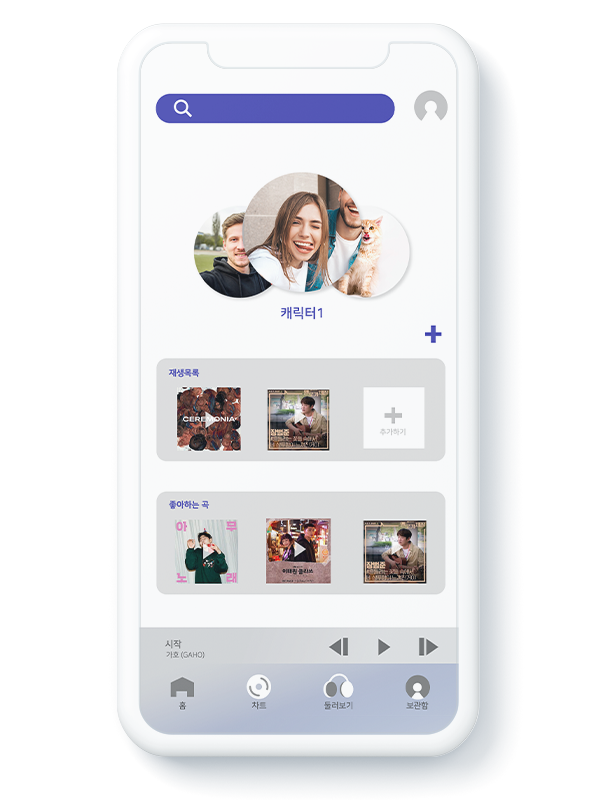 캐릭터1
재생목록
CEREMONIA
장범준
추가하기
좋아하는 곡
아무
노래
이태원 클라쓰
장범준
시작
가호 (GAHO)
홈
차트
둘러보기
보관함